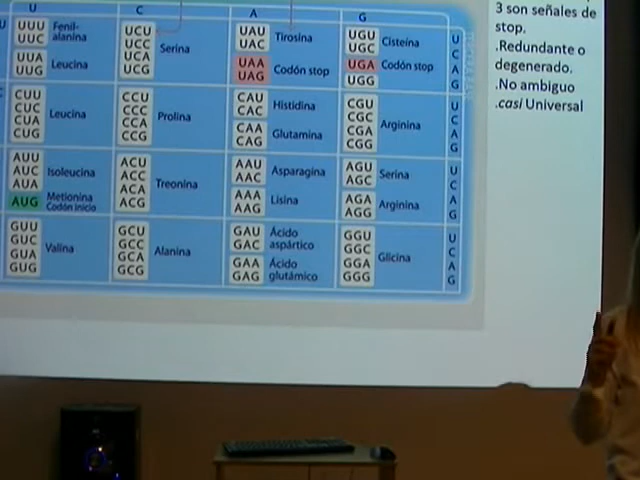 U C A G
UUU
UUC
Fenil-
alanina
UUA
UUG
Leucina
UCU
UCC
UCA
UCG
Serina
UAU
UAC
Tirosina
UAA
UAG
Codón stop
UGU
UGC
Cisteína
UGA
Codón stop
UGG
U
C
A
G
CUU
CUC
CUA
CUG
Leucina
CCU
CCC
CCA
CCG
Prolina
CAU
CAC
Histidina
CAA
CAG
Glutamina
CGU
CGC
CGA
CGG
Arginina
U
C
A
G
AUU
AUC
AUA
Isoleucina
AUG
Metionina
Codón inicio
ACU
ACC
ACA
ACG
Treonina
AAU
AAC
Asparagina
AAA
AAG
Lisina
AGU
AGC
Serina
AGA
AGG
Arginina
U
C
A
G
GUU
GUC
GUA
GUG
Valina
GCU
GCC
GCA
GCG
Alanina
GAU
GAC
Ácido
aspártico
GAA
GAG
Ácido
glutámico
GGU
GGC
GGA
GGG
Glicina
U
C
A
G
3 son señales de
stop.
.Redundante o
degenerado.
.No ambiguo
.casi Universal